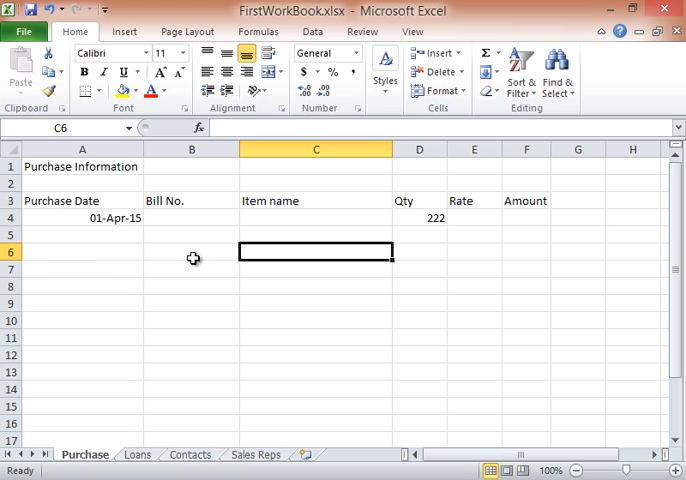 FirstWorkBook.xlsx - Microsoft Excel
File Home Insert Page Layout Formulas Data Review View
Paste
Clipboard
Calibri 11
B I U
Font
Alignment
General
$ % ,
Number
Styles
Insert
Delete
Format
Cells
Σ
Sort & Filter
Find & Select
Editing
C6 fx
A B C D E F G H
1 Purchase Information
2
3 Purchase Date Bill No. Item name Qty Rate Amount
4 01-Apr-15 222
5
6
7
8
9
10
11
12
13
14
15
16
17
Purchase Loans Contacts Sales Reps
Ready 100%